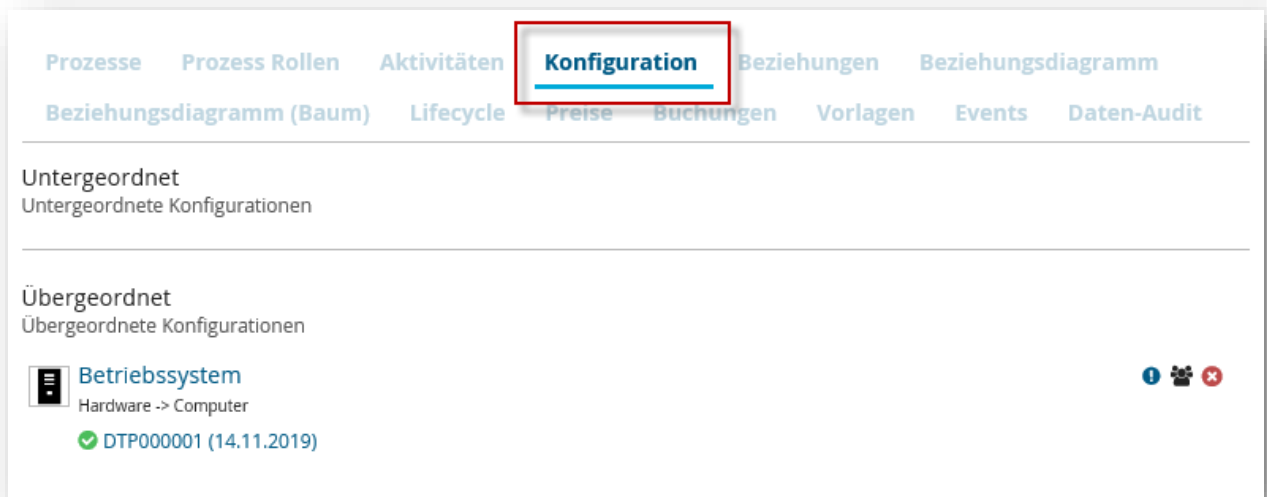 Prozesse Prozess Rollen Aktivitäten Konfiguration Beziehungen Beziehungsdiagramm
Beziehungsdiagramm (Baum) Lifecycle Preise Buchungen Vorlagen Events Daten-Audit
Untergeordnet
Untergeordnete Konfigurationen
Übergeordnet
Übergeordnete Konfigurationen
Betriebssystem
Hardware -> Computer
DTP000001 (14.11.2019)